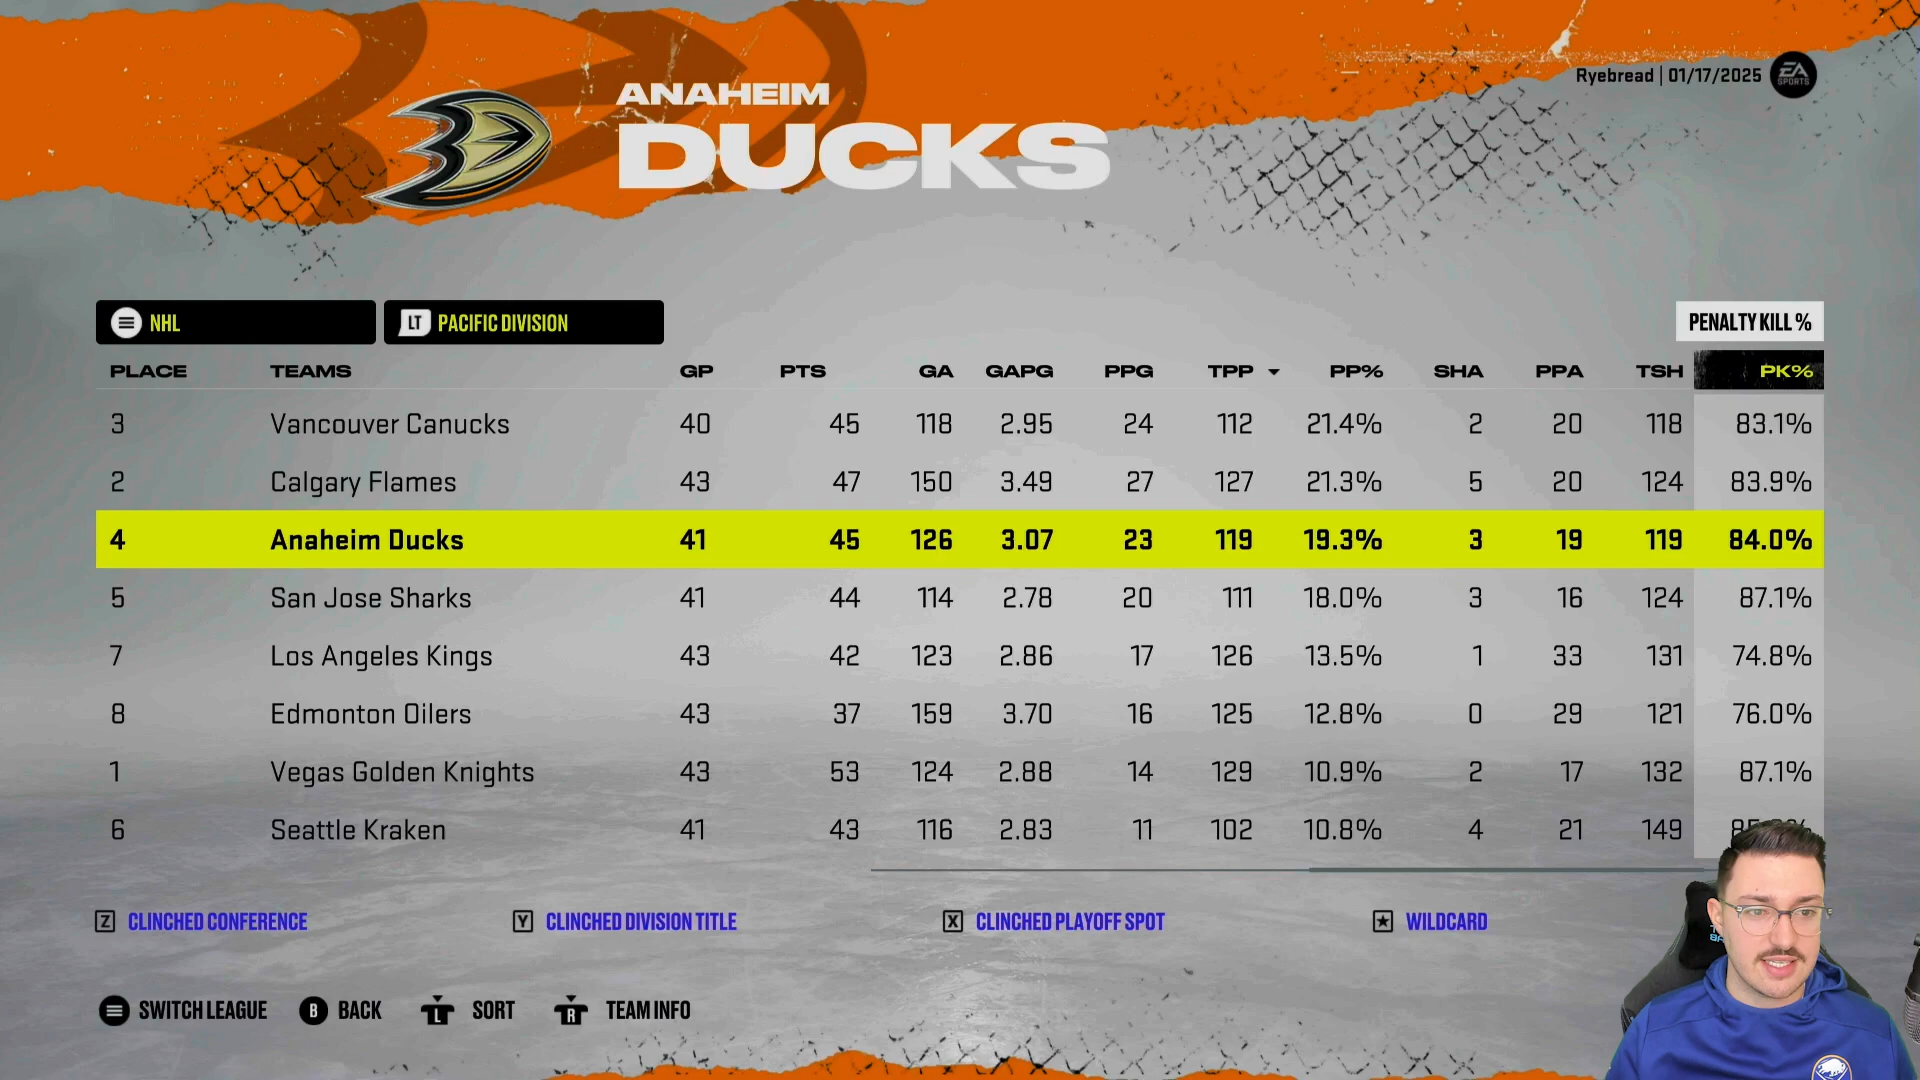 ANAHEIM
DUCKS
Ryebread | 01/17/2025
EA
SPORTS
NHL
LT PACIFIC DIVISION
PENALTY KILL %
PLACE TEAMS GP PTS GA GAPG PPG TPP PP% SHA PPA TSH PK%
3 Vancouver Canucks 40 45 118 2.95 24 112 21.4% 2 20 118 83.1%
2 Calgary Flames 43 47 150 3.49 27 127 21.3% 5 20 124 83.9%
4 Anaheim Ducks 41 45 126 3.07 23 119 19.3% 3 19 119 84.0%
5 San Jose Sharks 41 44 114 2.78 20 111 18.0% 3 16 124 87.1%
7 Los Angeles Kings 43 42 123 2.86 17 126 13.5% 1 33 131 74.8%
8 Edmonton Oilers 43 37 159 3.70 16 125 12.8% 0 29 121 76.0%
1 Vegas Golden Knights 43 53 124 2.88 14 129 10.9% 2 17 132 87.1%
6 Seattle Kraken 41 43 116 2.83 11 102 10.8% 4 21 149
Z CLINCHED CONFERENCE Y CLINCHED DIVISION TITLE X CLINCHED PLAYOFF SPOT ★ WILDCARD
SWITCH LEAGUE B BACK L SORT R TEAM INFO